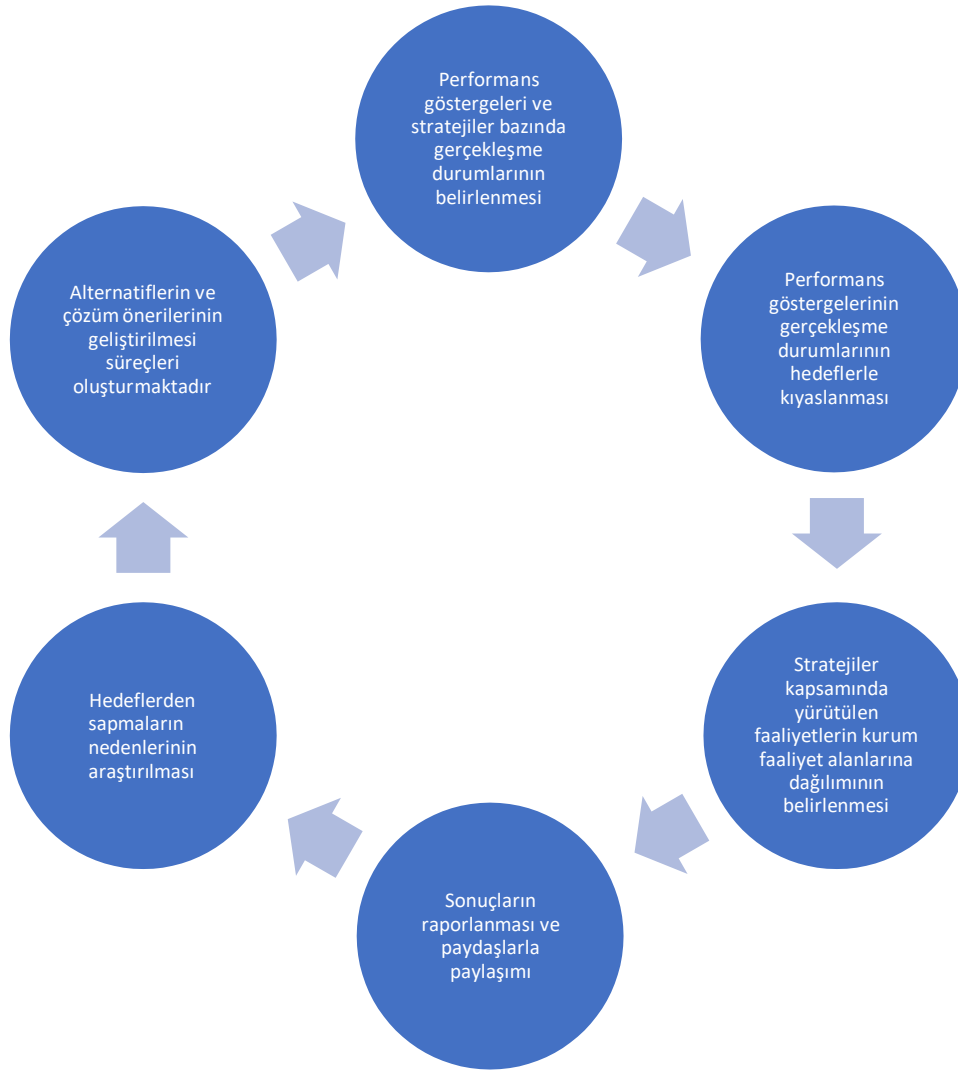 Performans
göstergeleri ve
stratejiler bazında
gerçekleşme
durumlarının
belirlenmesi
Performans
göstergelerinin
gerçekleşme
durumlarının
hedeflerle
kıyaslanması
Stratejiler
kapsamında
yürütülen
faaliyetlerin kurum
faaliyet alanlarına
dağılımının
belirlenmesi
Sonuçların
raporlanması ve
paydaşlarla
paylaşımı
Hedeflerden
sapmaların
nedenlerinin
araştırılması
Alternatiflerin ve
çözüm önerilerinin
geliştirilmesi
süreçleri
oluşturmaktadır